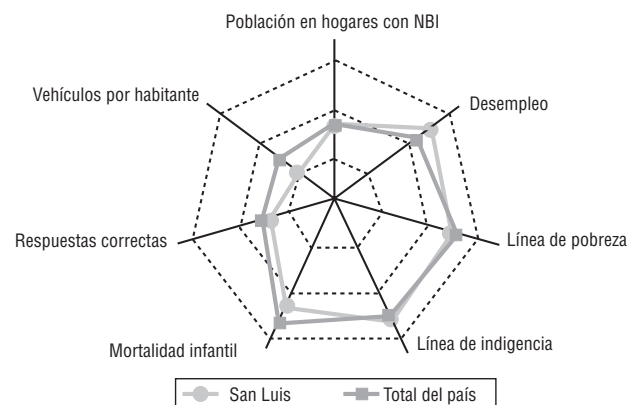 Población en hogares con NBI
Vehículos por habitante
Desempleo
Respuestas correctas
Línea de pobreza
Mortalidad infantil
Línea de indigencia
San Luis
Total del país